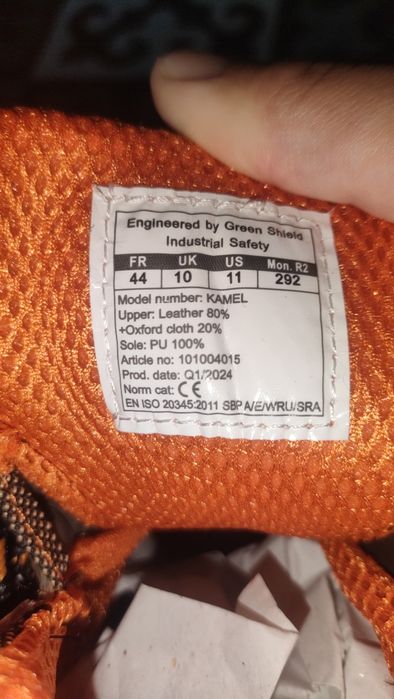 Engineered by Green Shield
Industrial Safety
FR UK US Mon. R2
44 10 11 292
Model number: KAMEL
Upper: Leather 80%
+Oxford cloth 20%
Sole: PU 100%
Article no: 101004015
Prod. date: Q1/2024
Norm cat: CE
EN ISO 20345:2011 SBP A/E/WRU/SRA